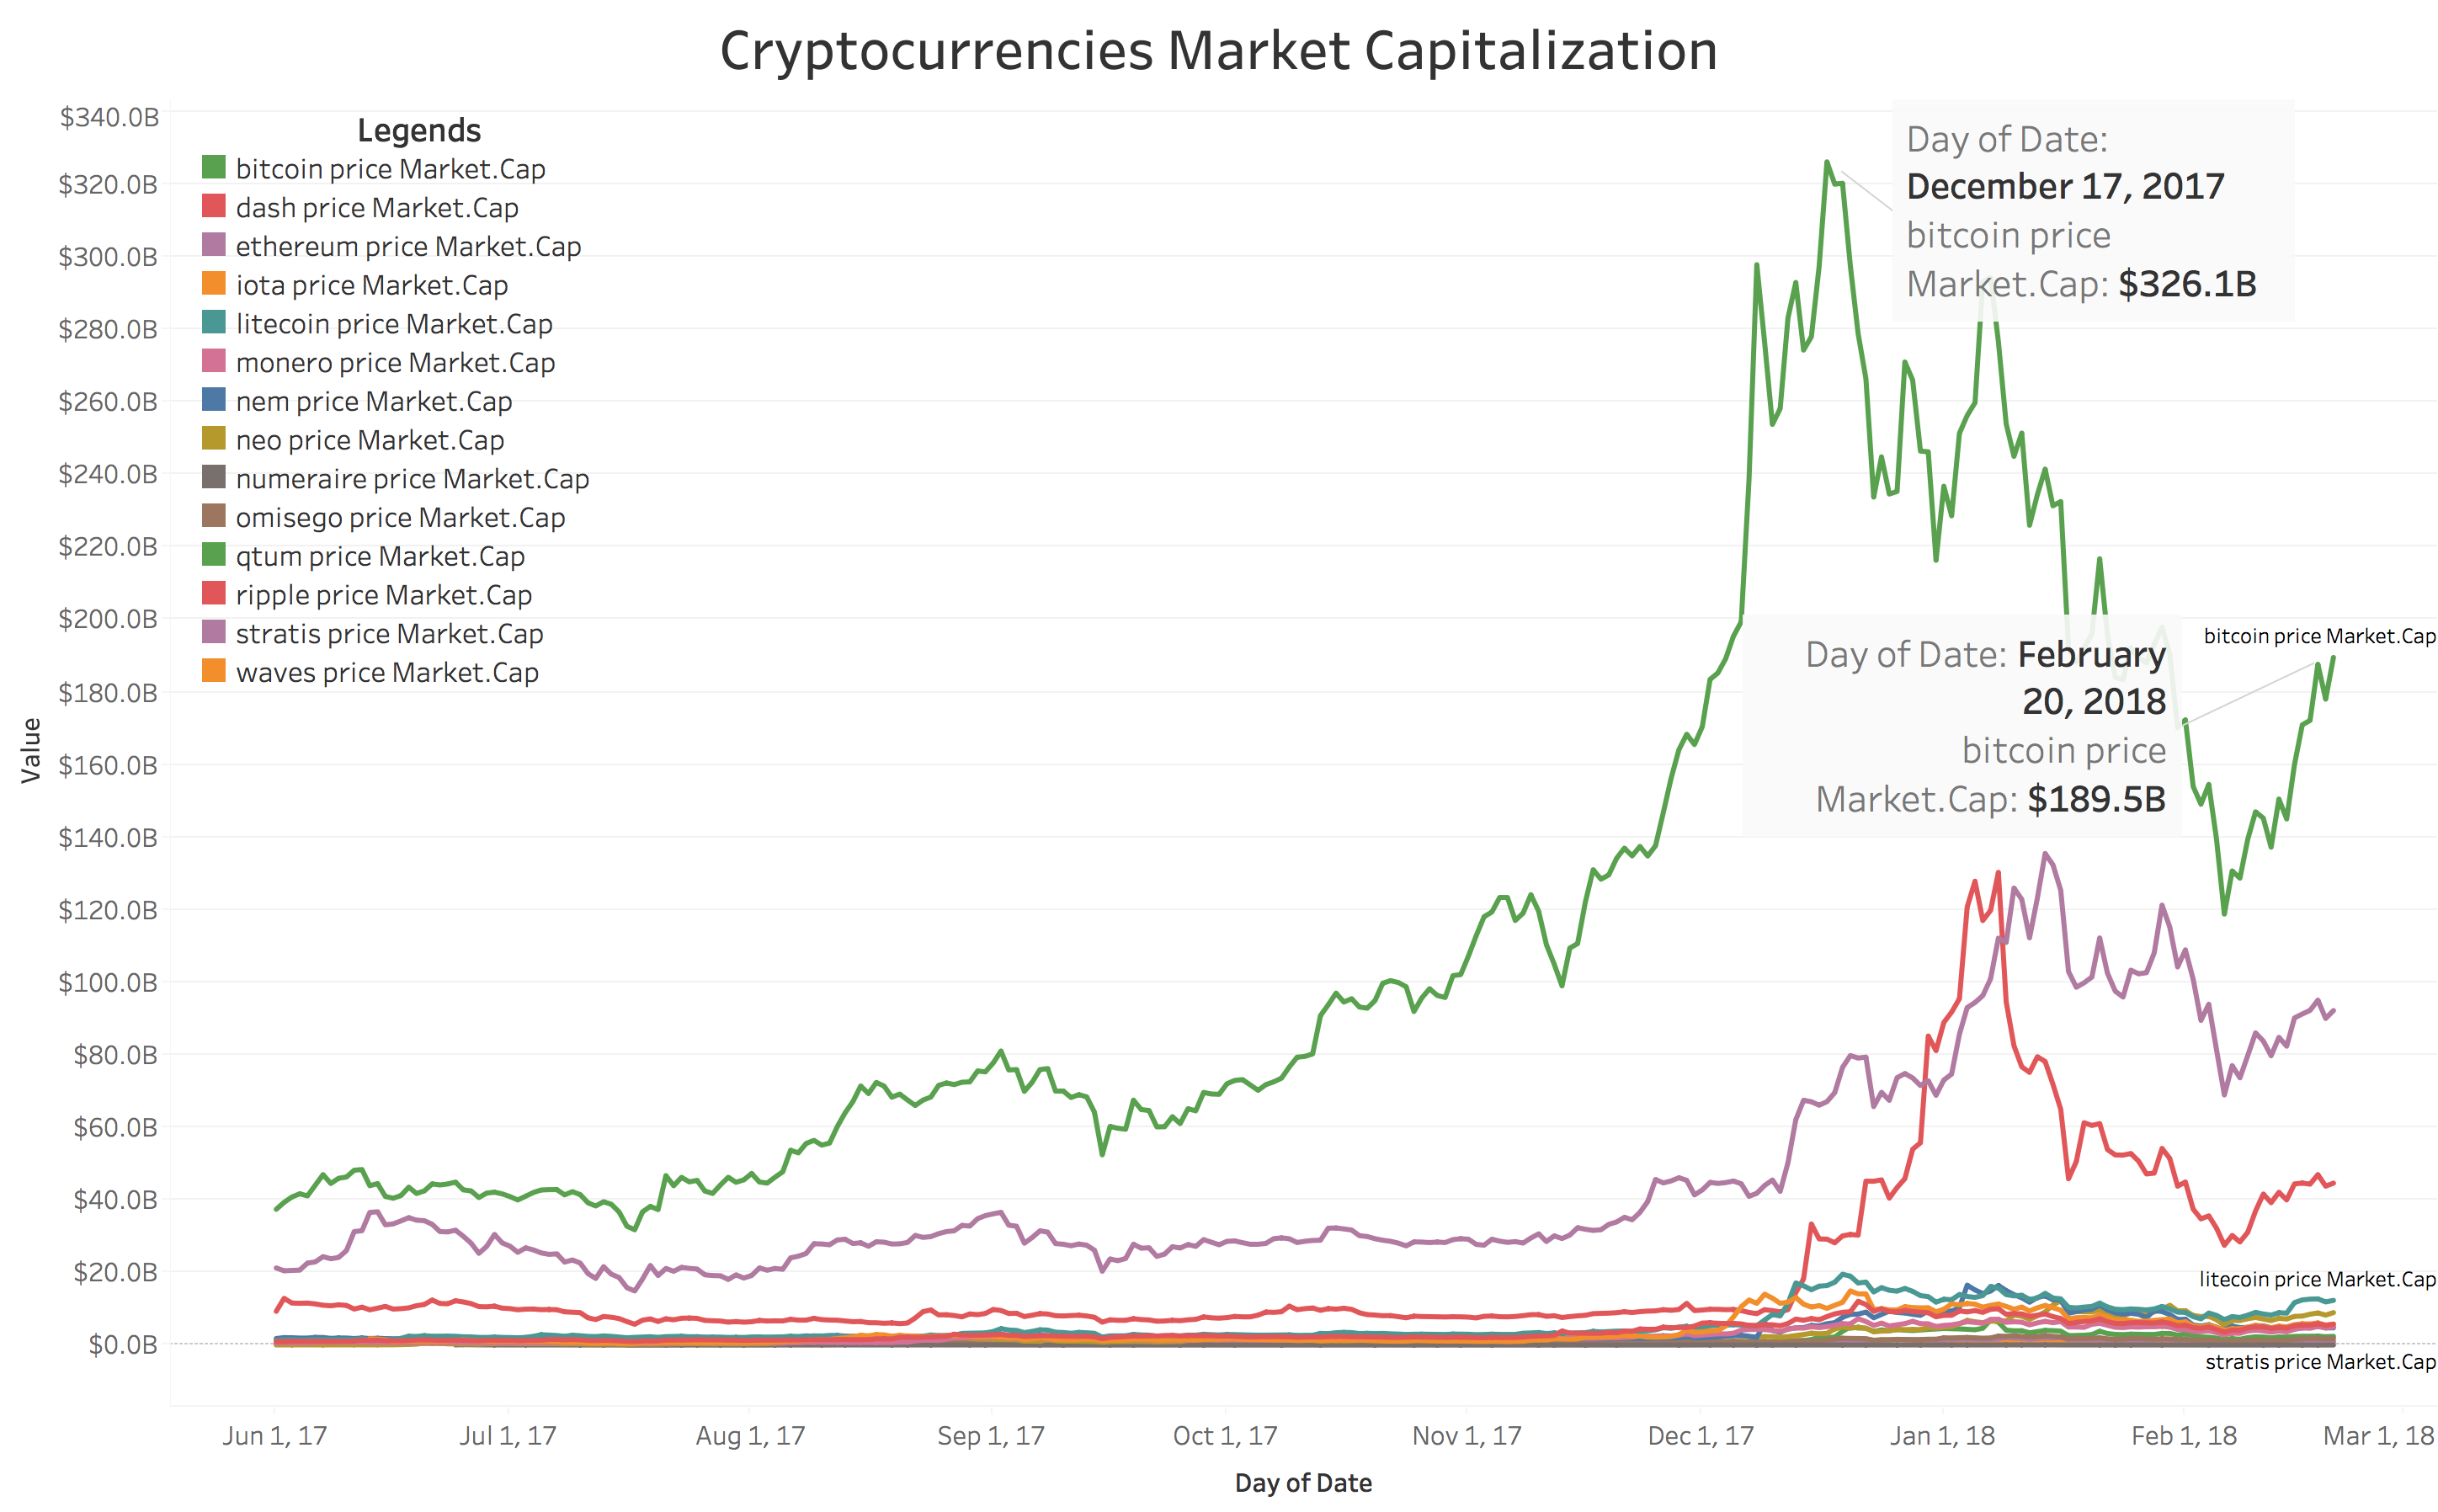 Cryptocurrencies Market Capitalization
$340.0B
$320.0B
$300.0B
$280.0B
$260.0B
$240.0B
$220.0B
$200.0B
$180.0B
$160.0B
$140.0B
$120.0B
$100.0B
$80.0B
$60.0B
$40.0B
$20.0B
$0.0B
Value
Legends
bitcoin price Market.Cap
dash price Market.Cap
ethereum price Market.Cap
iota price Market.Cap
litecoin price Market.Cap
monero price Market.Cap
nem price Market.Cap
neo price Market.Cap
numeraire price Market.Cap
omisego price Market.Cap
qtum price Market.Cap
ripple price Market.Cap
stratis price Market.Cap
waves price Market.Cap
Day of Date:
December 17, 2017
bitcoin price
Market.Cap: $326.1B
Day of Date: February
20, 2018
bitcoin price
Market.Cap: $189.5B
bitcoin price Market.Cap
litecoin price Market.Cap
stratis price Market.Cap
Jun 1, 17
Jul 1, 17
Aug 1, 17
Sep 1, 17
Oct 1, 17
Nov 1, 17
Dec 1, 17
Jan 1, 18
Feb 1, 18
Mar 1, 18
Day of Date